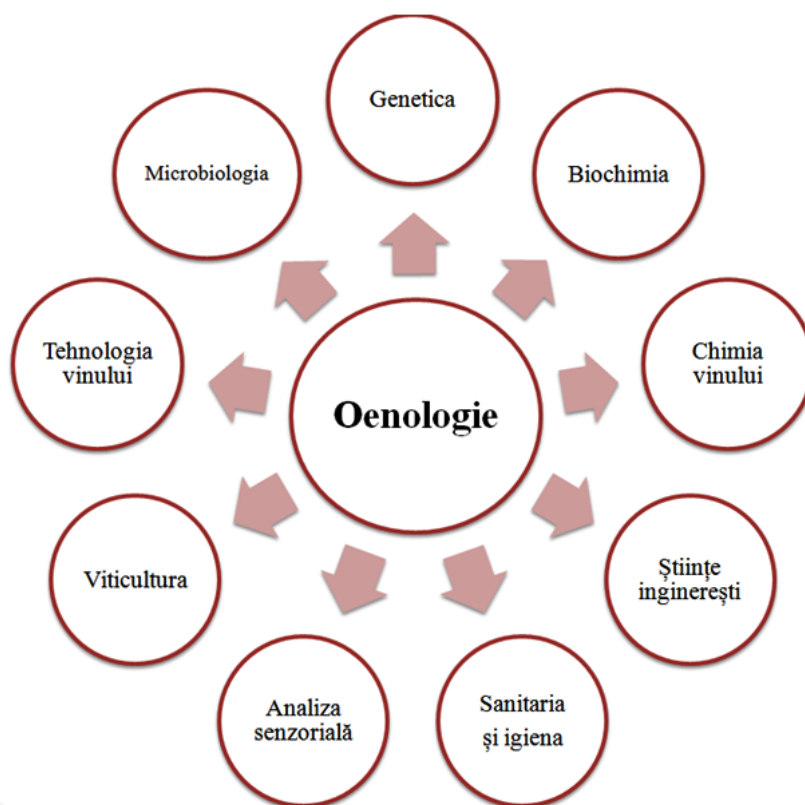 Genetica
Microbiologia
Biochimia
Tehnologia
vinului
Chimia
vinului
Oenologie
Viticultura
Științe
inginerești
Analiza
senzorială
Sanitaria
și igiena